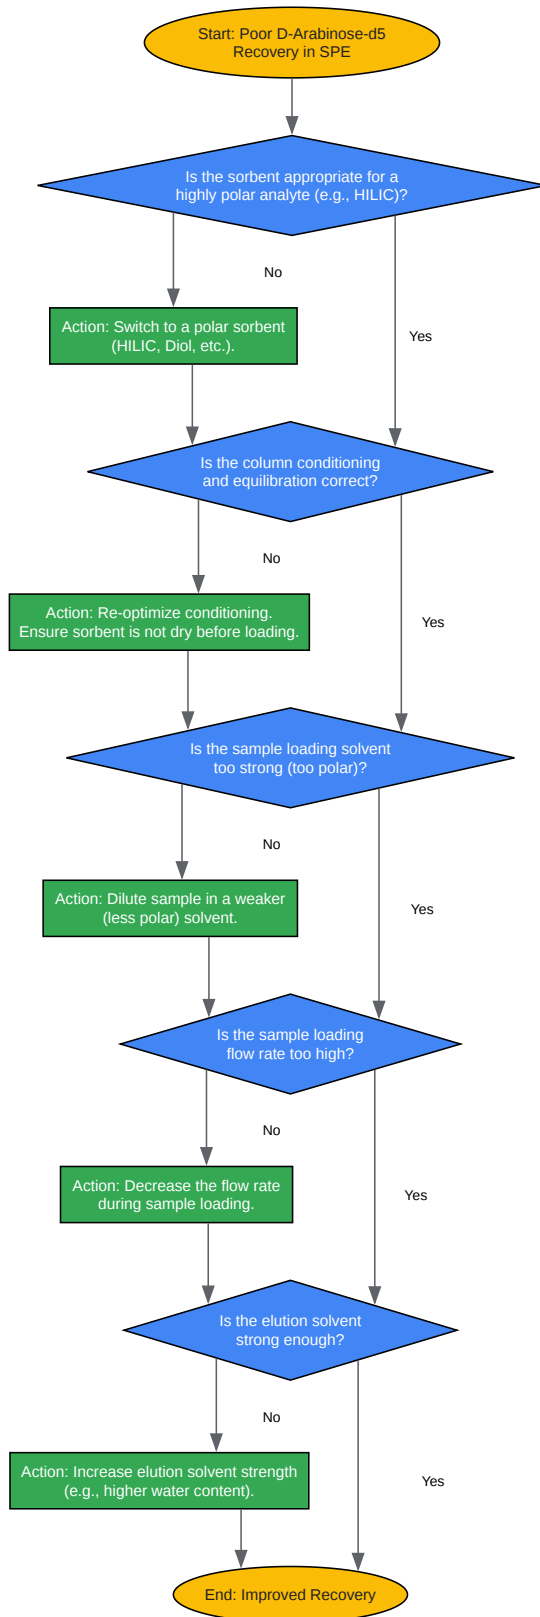 Start: Poor D-Arabinose-d5
Recovery in SPE
Is the sorbent appropriate for a
highly polar analyte (e.g., HILIC)?
No
Action: Switch to a polar sorbent
(HILIC, Diol, etc.).
Yes
Is the column conditioning
and equilibration correct?
No
Action: Re-optimize conditioning.
Ensure sorbent is not dry before loading.
Yes
Is the sample loading solvent
too strong (too polar)?
No
Action: Dilute sample in a weaker
(less polar) solvent.
Yes
Is the sample loading
flow rate too high?
No
Action: Decrease the flow rate
during sample loading.
Yes
Is the elution solvent
strong enough?
No
Action: Increase elution solvent strength
(e.g., higher water content).
Yes
End: Improved Recovery